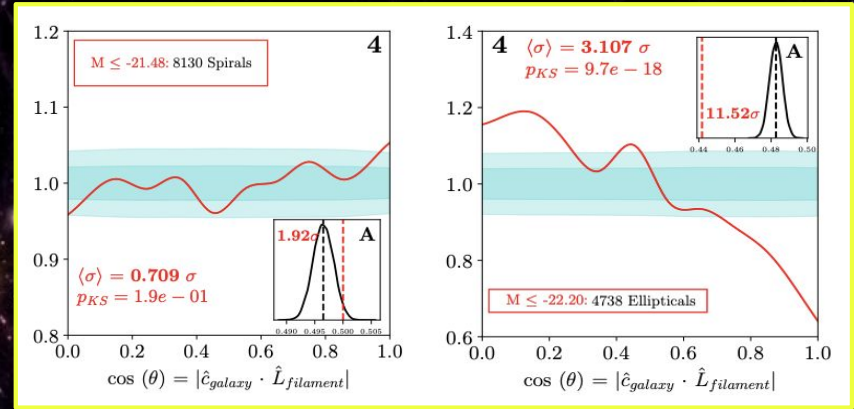 1.2
1.1
1.0
0.9
0.8
M ≤ -21.48: 8130 Spirals
4
⟨σ⟩ = 0.709 σ
p_KS = 1.9e − 01
1.92σ
A
0.490 0.495 0.500 0.505
0.0 0.2 0.4 0.6 0.8 1.0
cos (θ) = |ĉ_galaxy · L̂_filament|
1.4
1.2
1.0
0.8
0.6
4
⟨σ⟩ = 3.107 σ
p_KS = 9.7e − 18
A
11.52σ
0.44 0.46 0.48 0.50
M ≤ -22.20: 4738 Ellipticals
0.0 0.2 0.4 0.6 0.8 1.0
cos (θ) = |ĉ_galaxy · L̂_filament|